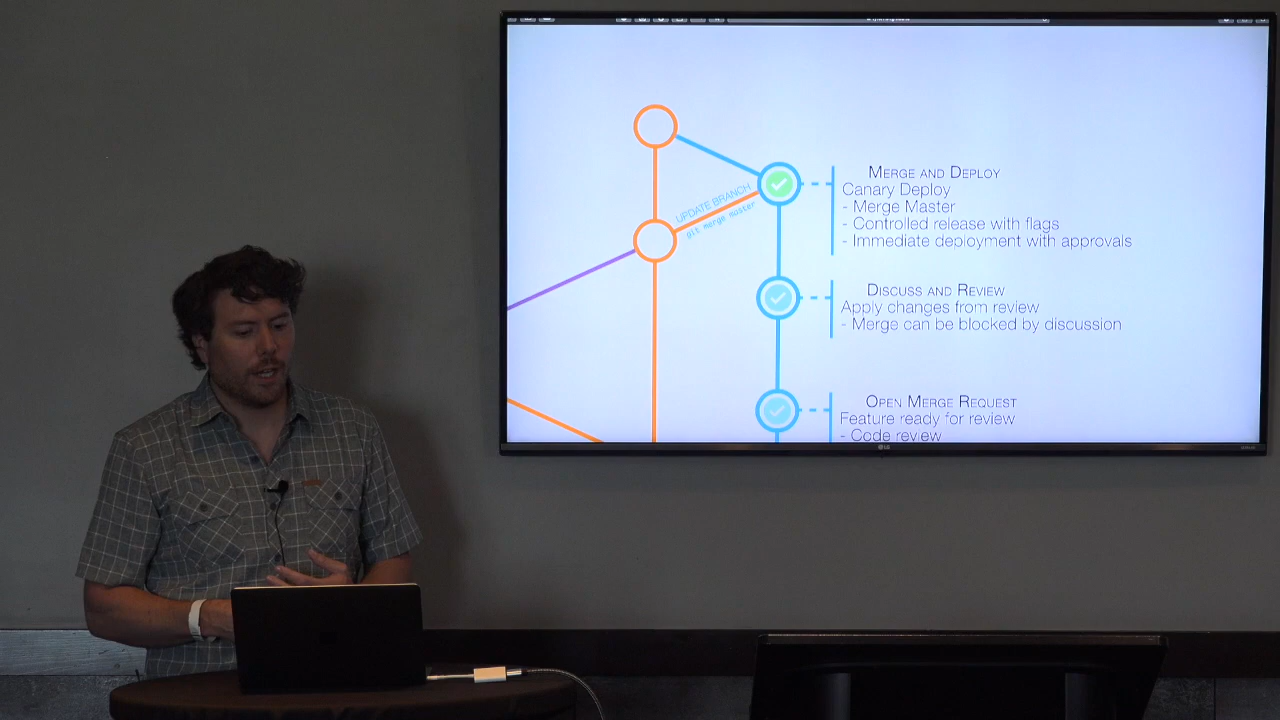 MERGE AND DEPLOY
Canary Deploy
- Merge Master
- Controlled release with flags
- Immediate deployment with approvals
UPDATE BRANCH
git merge master
DISCUSS AND REVIEW
Apply changes from review
- Merge can be blocked by discussion
OPEN MERGE REQUEST
Feature ready for review
- Code review
LG